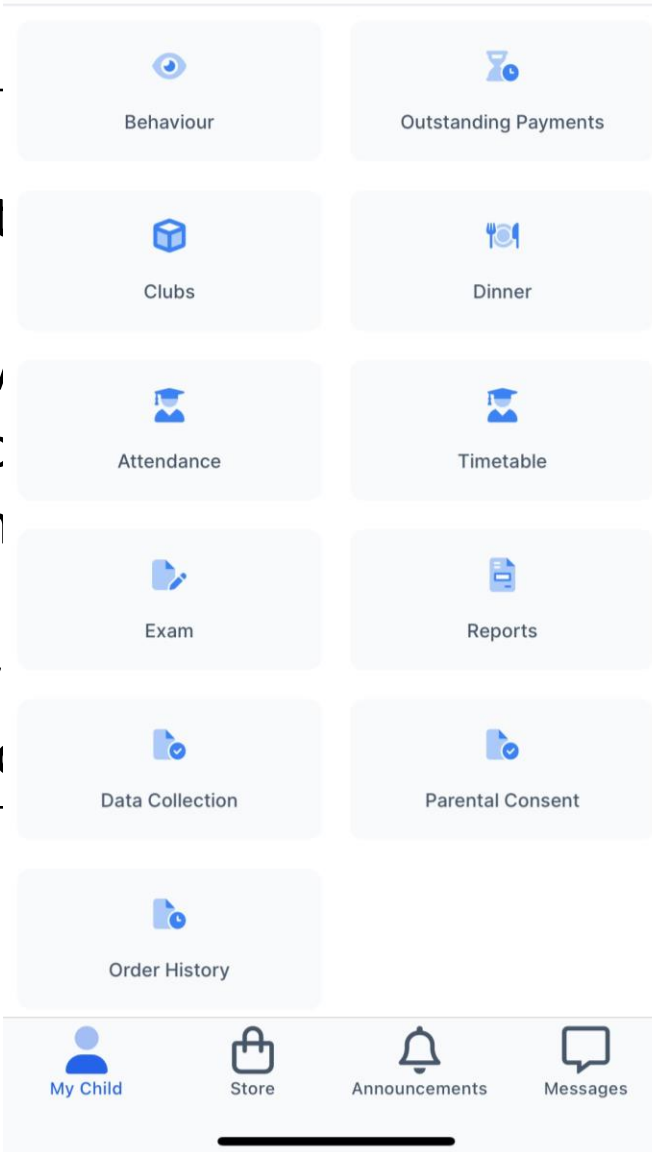 Behaviour
Outstanding Payments
Clubs
Dinner
Attendance
Timetable
Exam
Reports
Data Collection
Parental Consent
Order History
My Child
Store
Announcements
Messages